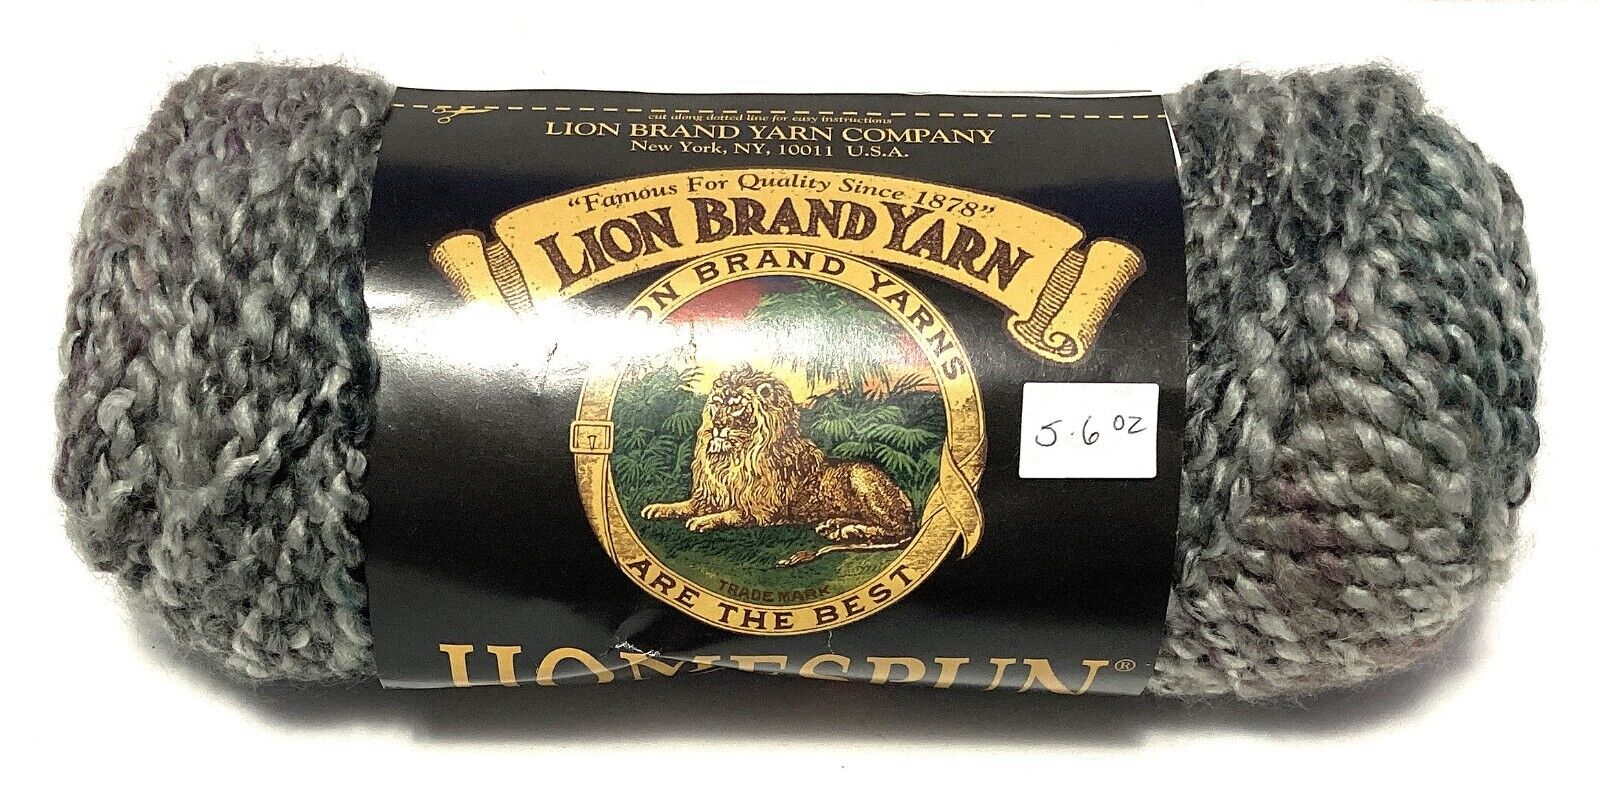 cut along dotted line for easy instructions
LION BRAND YARN COMPANY
New York, NY, 10011 U.S.A.
"Famous For Quality Since 1878"
LION BRAND YARN
ON BRAND YARNS
ARE THE BEST
TRADE MARK
5.6 oz
HOMESPUN®